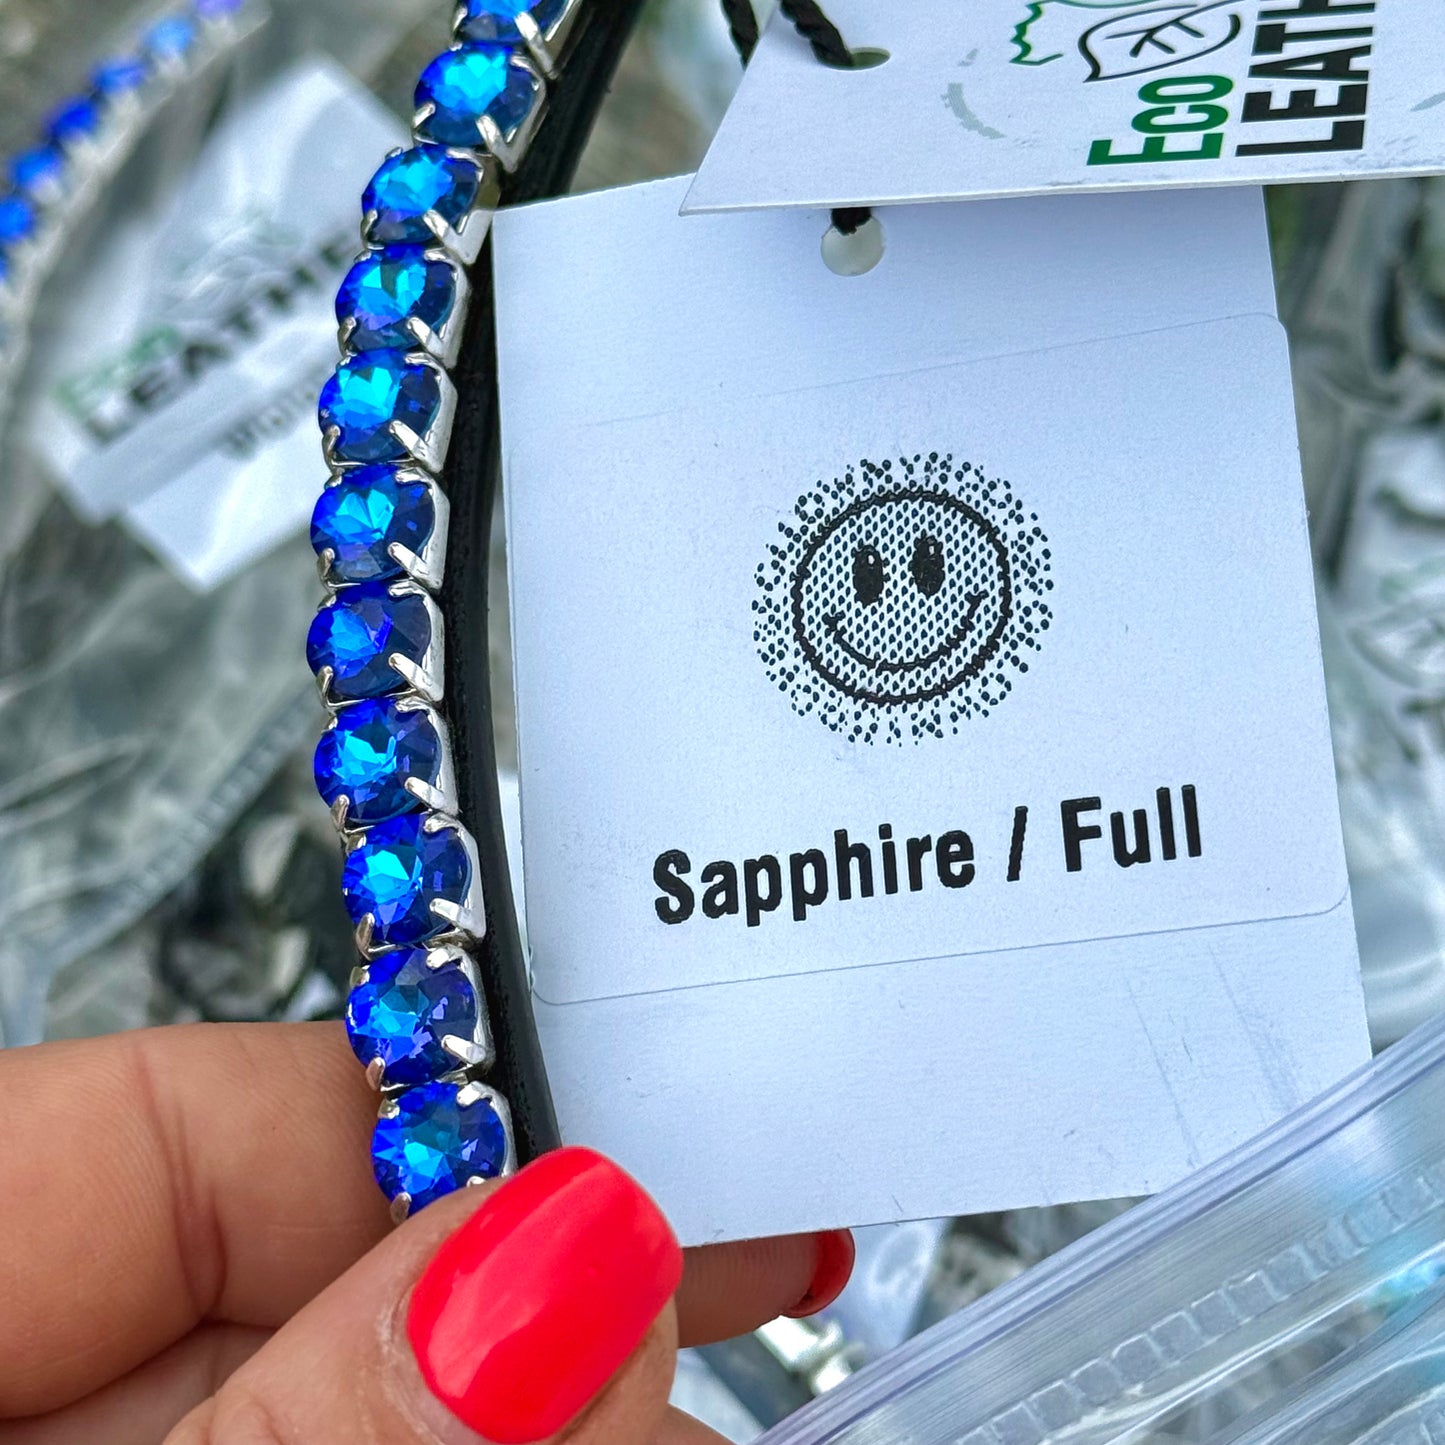 Eco
LEATH
Sapphire / Full
LEATHE